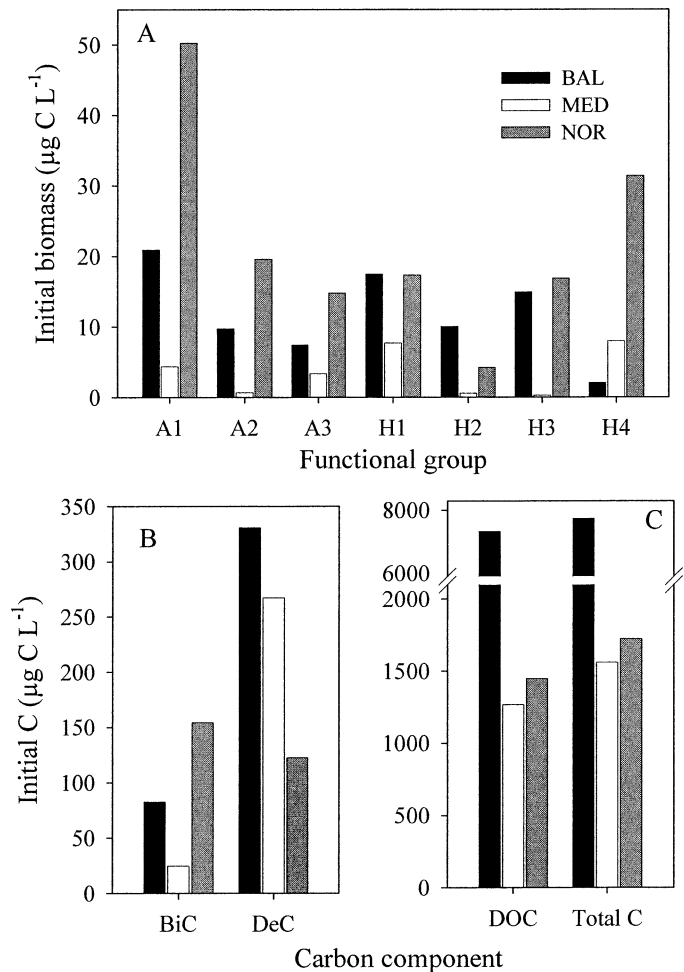 A
50
40
30
20
10
0
Initial biomass (µg C L-1)
BAL
MED
NOR
A1 A2 A3 H1 H2 H3 H4
Functional group
B
350
300
250
200
150
100
50
0
Initial C (µg C L-1)
BiC DeC
C
8000
6000
2000
1500
1000
500
0
DOC Total C
Carbon component